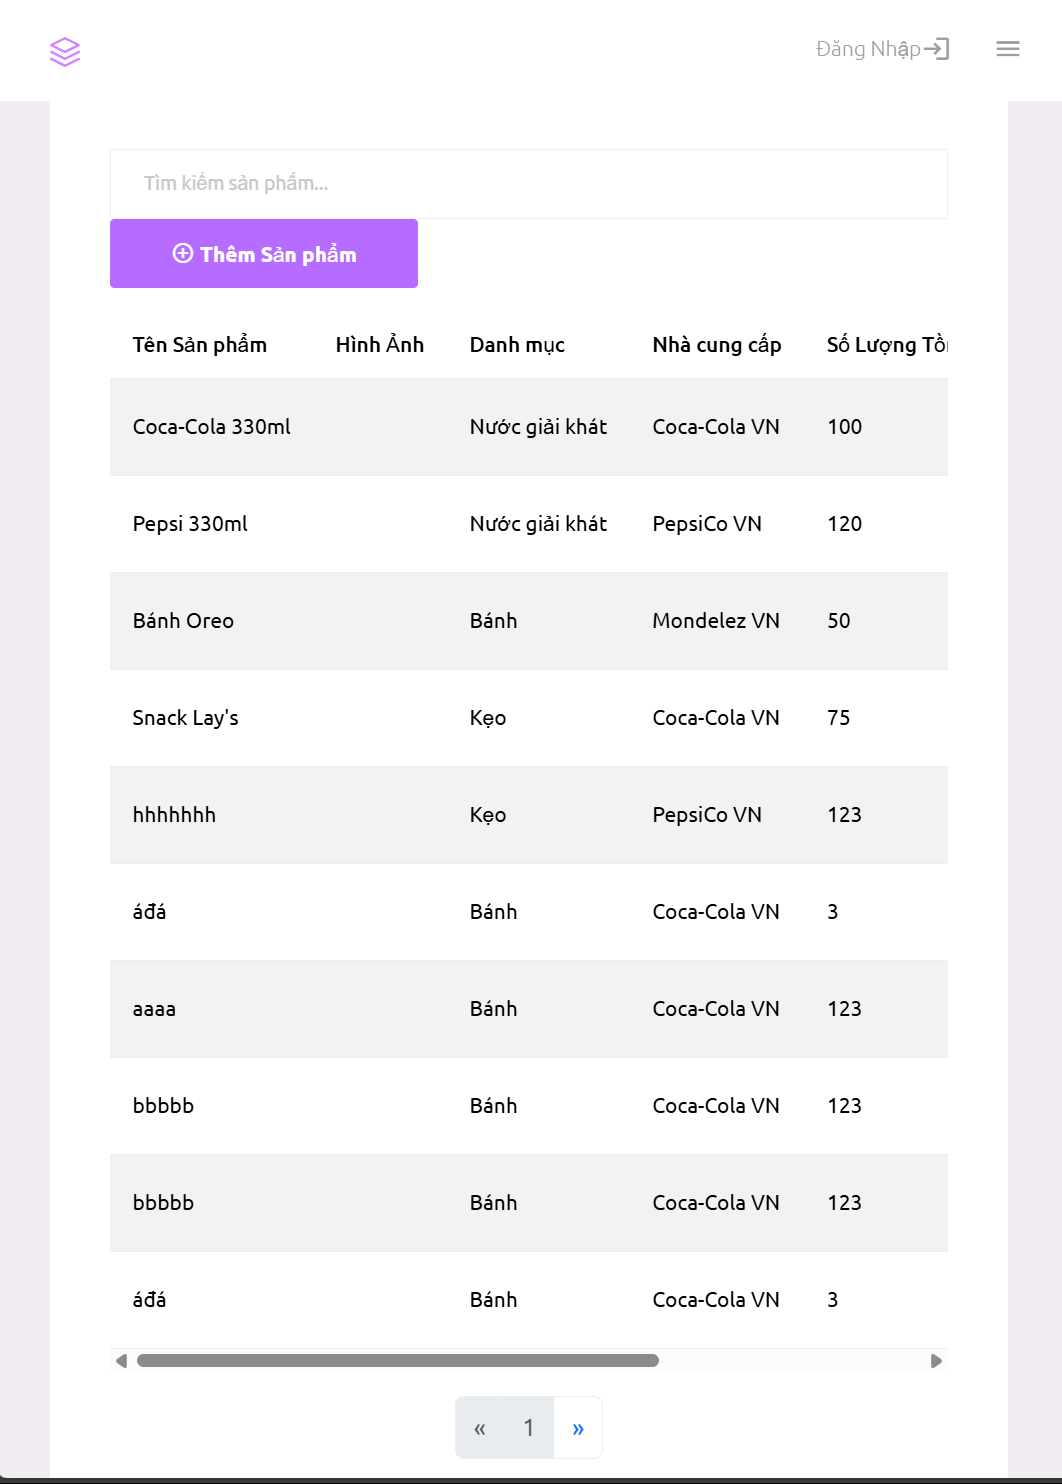 Đăng Nhập
Tìm kiếm sản phẩm...
Thêm Sản phẩm
Tên Sản phẩm Hình Ảnh Danh mục Nhà cung cấp Số Lượng Tồn
Coca-Cola 330ml Nước giải khát Coca-Cola VN 100
Pepsi 330ml Nước giải khát PepsiCo VN 120
Bánh Oreo Bánh Mondelez VN 50
Snack Lay's Kẹo Coca-Cola VN 75
hhhhhhh Kẹo PepsiCo VN 123
áđá Bánh Coca-Cola VN 3
aaaa Bánh Coca-Cola VN 123
bbbbb Bánh Coca-Cola VN 123
bbbbb Bánh Coca-Cola VN 123
áđá Bánh Coca-Cola VN 3
« 1 »